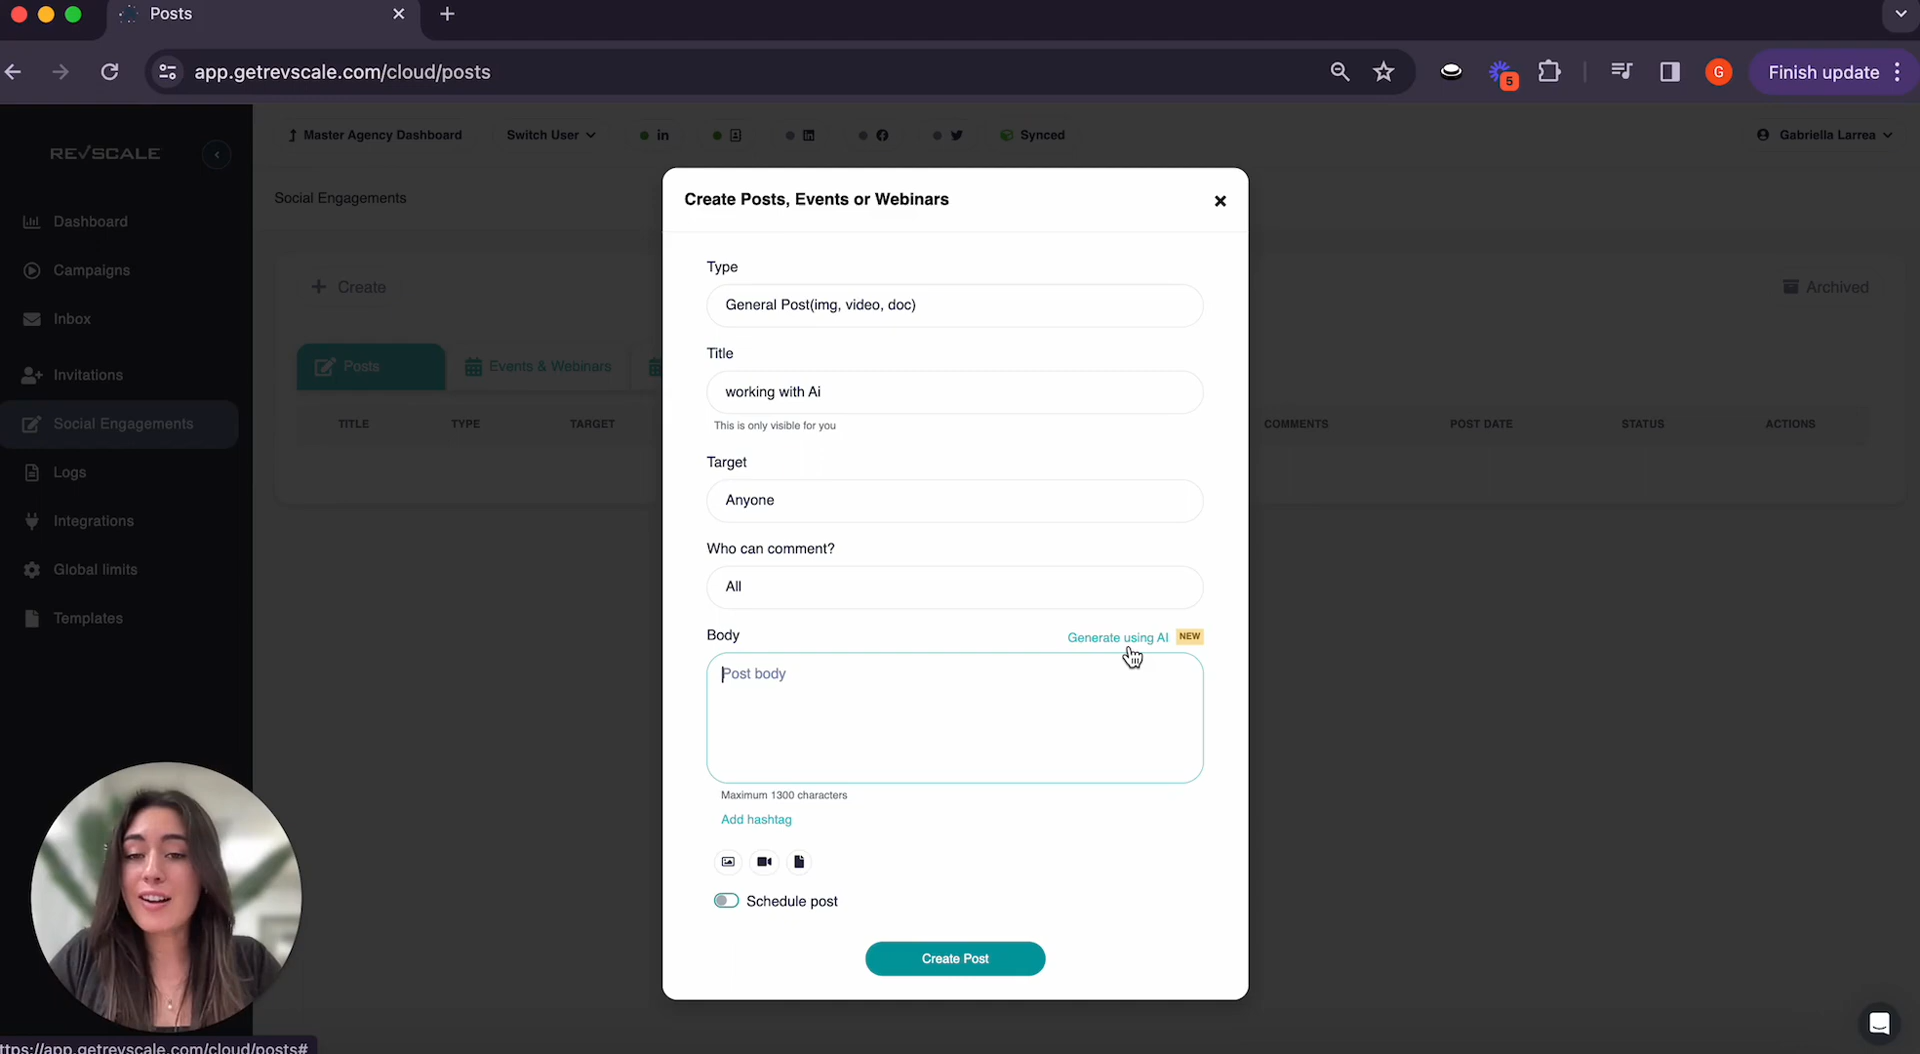 Posts
app.getrevscale.com/cloud/posts
5
G
Finish update
REVSCALE
Master Agency Dashboard
Switch User
Synced
Gabriella Larrea
Social Engagements
Dashboard
Campaigns
Inbox
Invitations
Social Engagements
Logs
Integrations
Global limits
Templates
Create
Archived
Posts
Events & Webinars
TITLE TYPE TARGET COMMENTS POST DATE STATUS ACTIONS
Create Posts, Events or Webinars
Type
General Post(img, video, doc)
Title
working with Ai
This is only visible for you
Target
Anyone
Who can comment?
All
Body
Generate using AI NEW
Post body
Maximum 1300 characters
Add hashtag
Schedule post
Create Post
ttps://app.getrevscale.com/cloud/posts#